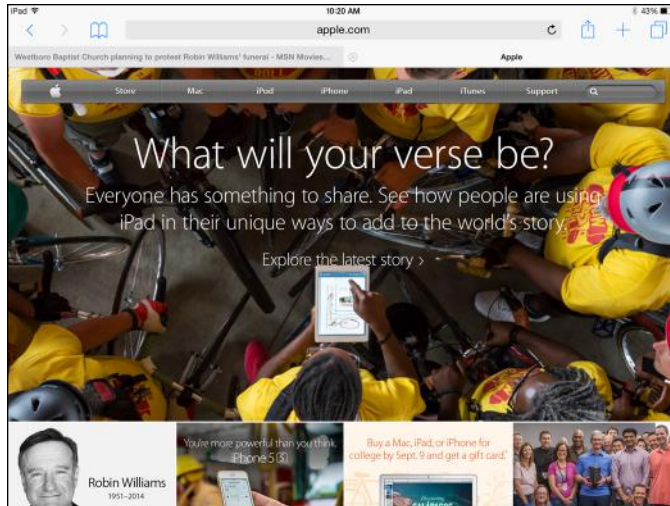 iPad
10:20 AM
43%
apple.com
Westboro Baptist Church planning to protest Robin Williams' funeral - MSN Movies...
Apple
Store Mac iPod iPhone iPad iTunes Support
What will your verse be?
Everyone has something to share. See how people are using
iPad in their unique ways to add to the world's story.
Explore the latest story >
Robin Williams
1951–2014
You're more powerful than you think.
iPhone 5s
Buy a Mac, iPad, or iPhone for
college by Sept. 9 and get a gift card.